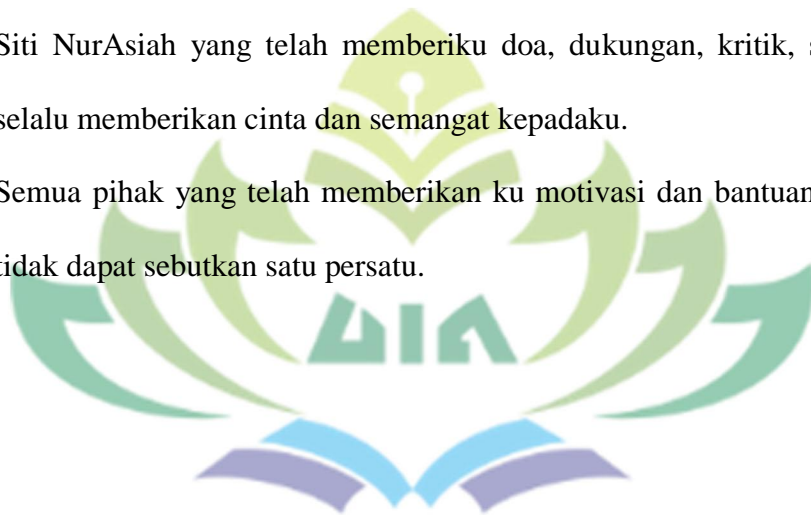 Siti NurAsiah yang telah memberiku doa, dukungan, kritik,
selalu memberikan cinta dan semangat kepadaku.
Semua pihak yang telah memberikan ku motivasi dan bantuan
tidak dapat sebutkan satu persatu.
UIN